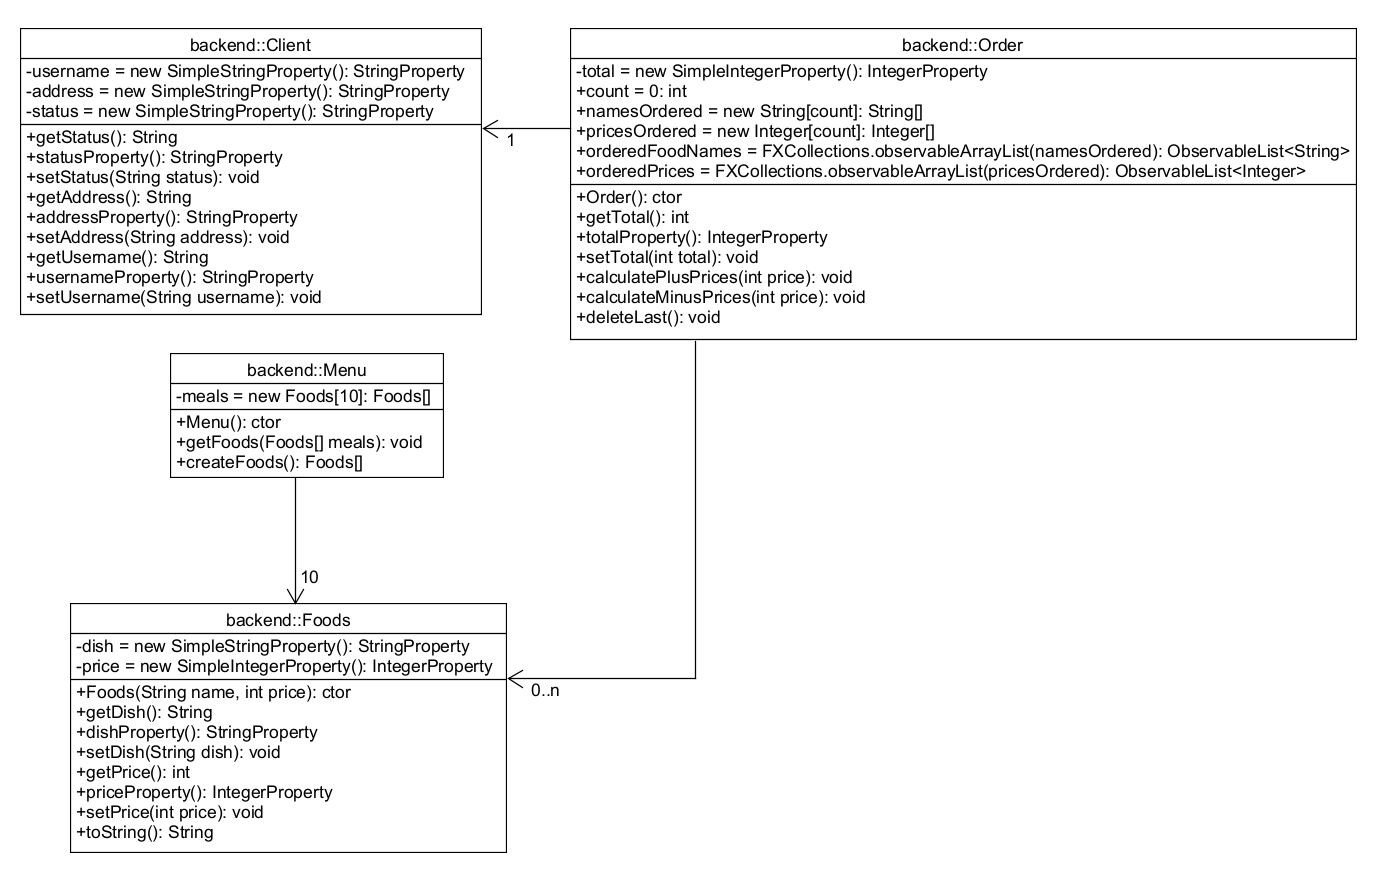 backend::Client
-username = new SimpleStringProperty(): StringProperty
-address = new SimpleStringProperty(): StringProperty
-status = new SimpleStringProperty(): StringProperty
+getStatus(): String
+statusProperty(): StringProperty
+setStatus(String status): void
+getAddress(): String
+addressProperty(): StringProperty
+setAddress(String address): void
+getUsername(): String
+usernameProperty(): StringProperty
+setUsername(String username): void
1
backend::Order
-total = new SimpleIntegerProperty(): IntegerProperty
+count = 0: int
+namesOrdered = new String[count]: String[]
+pricesOrdered = new Integer[count]: Integer[]
+orderedFoodNames = FXCollections.observableArrayList(namesOrdered): ObservableList<String>
+orderedPrices = FXCollections.observableArrayList(pricesOrdered): ObservableList<Integer>
+Order(): ctor
+getTotal(): int
+totalProperty(): IntegerProperty
+setTotal(int total): void
+calculatePlusPrices(int price): void
+calculateMinusPrices(int price): void
+deleteLast(): void
backend::Menu
-meals = new Foods[10]: Foods[]
+Menu(): ctor
+getFoods(Foods[] meals): void
+createFoods(): Foods[]
10
backend::Foods
-dish = new SimpleStringProperty(): StringProperty
-price = new SimpleIntegerProperty(): IntegerProperty
+Foods(String name, int price): ctor
+getDish(): String
+dishProperty(): StringProperty
+setDish(String dish): void
+getPrice(): int
+priceProperty(): IntegerProperty
+setPrice(int price): void
+toString(): String
0..n